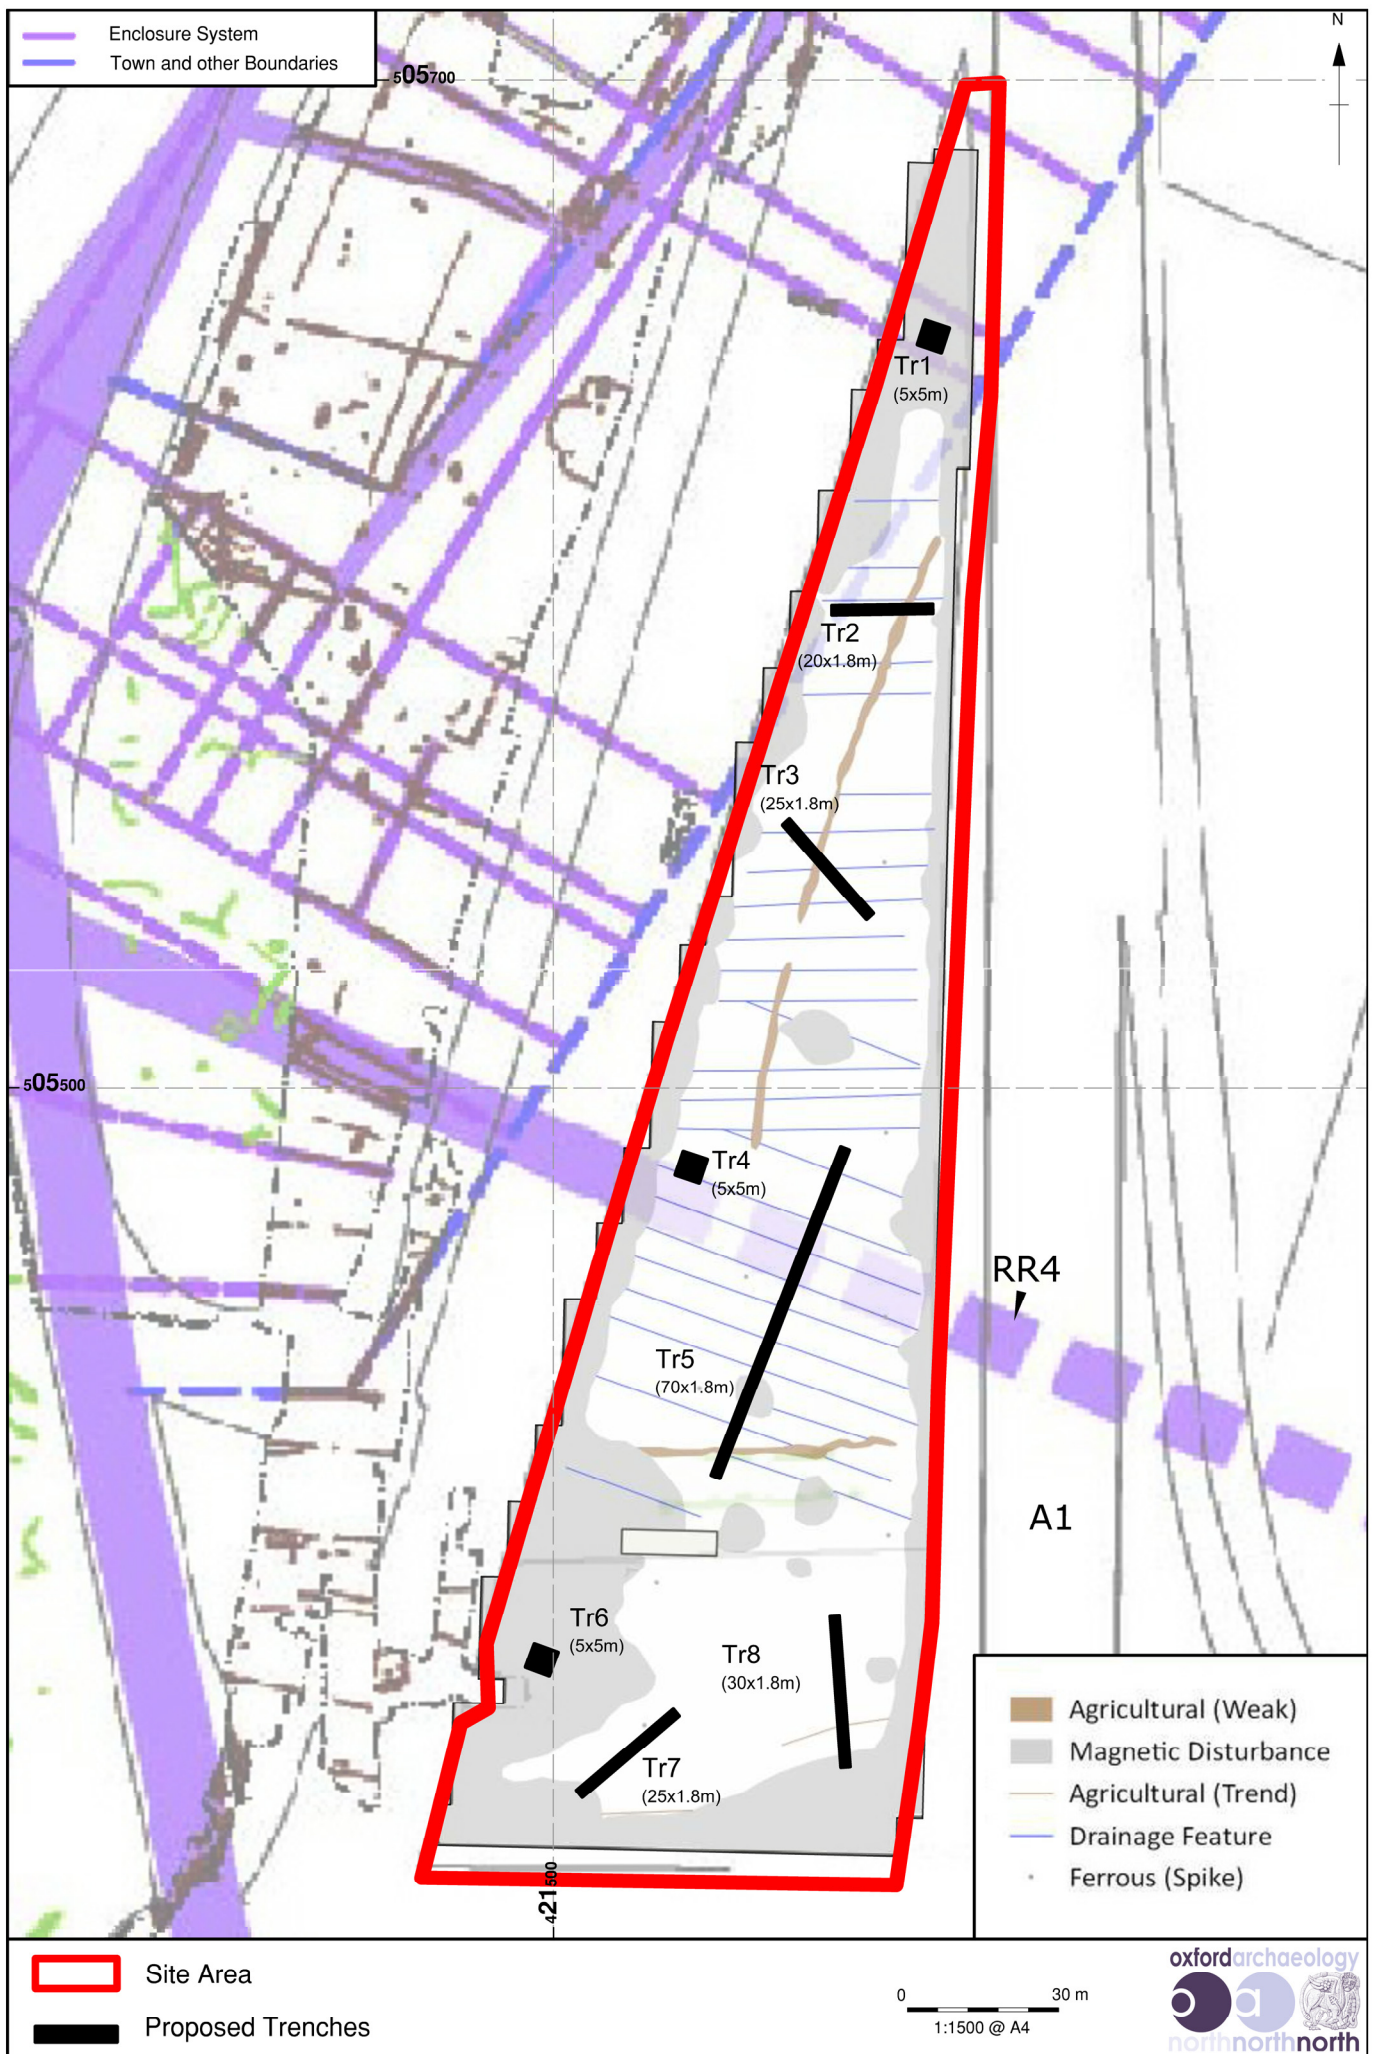 Enclosure System
Town and other Boundaries
N
505700
Tr1
(5x5m)
Tr2
(20x1.8m)
Tr3
(25x1.8m)
505500
Tr4
(5x5m)
RR4
Tr5
(70x1.8m)
A1
Tr6
(5x5m)
Tr8
(30x1.8m)
Tr7
(25x1.8m)
421500
Agricultural (Weak)
Magnetic Disturbance
Agricultural (Trend)
Drainage Feature
Ferrous (Spike)
Site Area
Proposed Trenches
0 30 m
1:1500 @ A4
oxfordarchaeology
o a
northnorthnorth